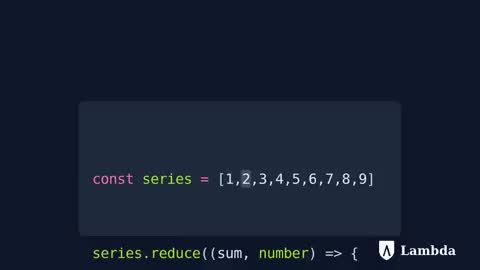 const series = [1,2,3,4,5,6,7,8,9]
series.reduce((sum, number) => {
Lambda